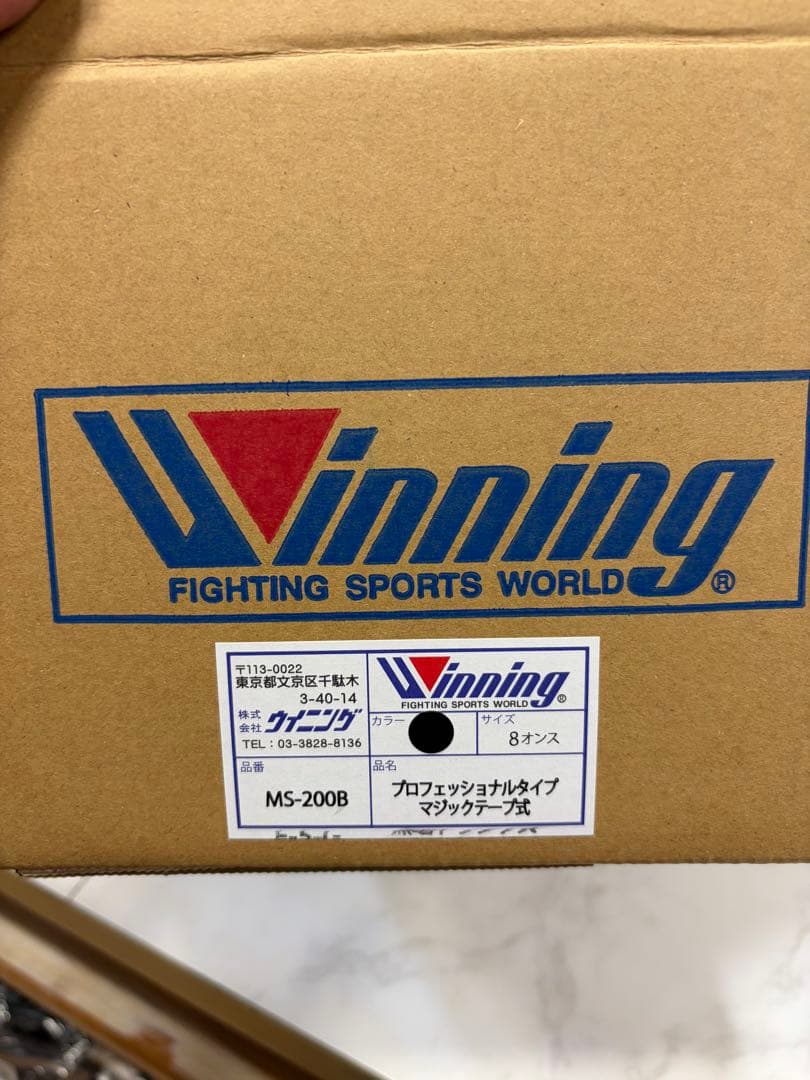 Winning
FIGHTING SPORTS WORLD®
〒113-0022
東京都文京区千駄木
3-40-14
株式会社 ウイニング
TEL：03-3828-8136
Winning®
FIGHTING SPORTS WORLD
カラー
サイズ
8オンス
品番
MS-200B
品名
プロフェッショナルタイプ
マジックテープ式